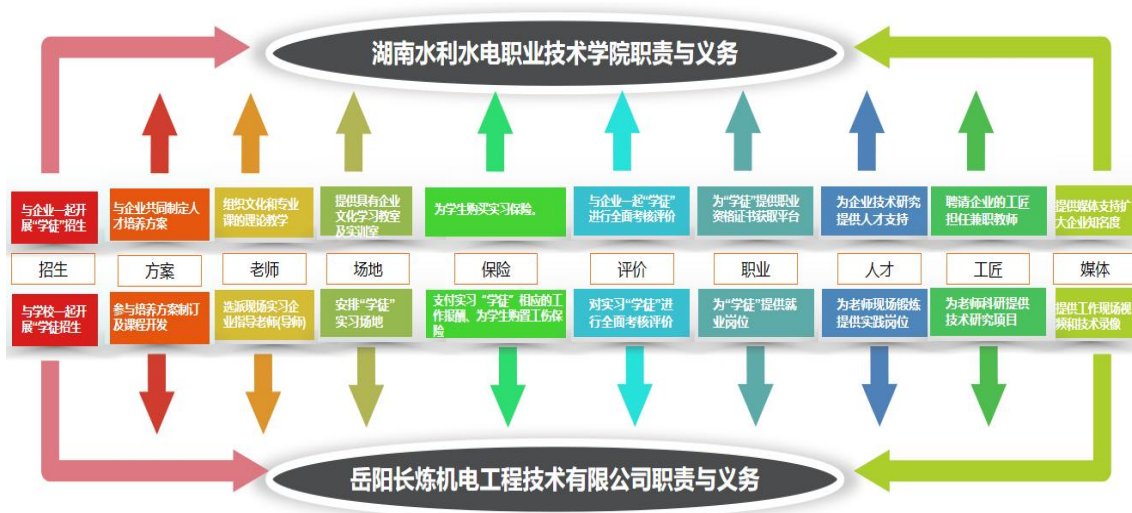 湖南水利水电职业技术学院职责与义务
与企业一起开
展“学徒”招生
与企业共同制定人
才培养方案
组织文化和专业
课的理论教学
提供具有企业
文化学习教室
及实训室
为学生购买实习保险。
与企业一起“学徒”
进行全面考核评价
为“学徒”提供职业
资格证书获取平台
为企业技术研究
提供人才支持
聘请企业的工匠
担任兼职教师
提供媒体支持扩
大企业知名度
招生
方案
老师
场地
保险
评价
职业
人才
工匠
媒体
与学校一起开
展“学徒招生
参与培养方案制订
及课程开发
选派现场实习企
业指导老师(导师)
安排“学徒”
实习场地
支付实习“学徒”相应的工
作报酬、为学生购置工伤保
险
对实习“学徒”进
行全面考核评价
为“学徒”提供就
业岗位
为老师现场锻炼
提供实践岗位
为老师科研提供
技术研究项目
提供工作现场视
频和技术录像
岳阳长炼机电工程技术有限公司职责与义务